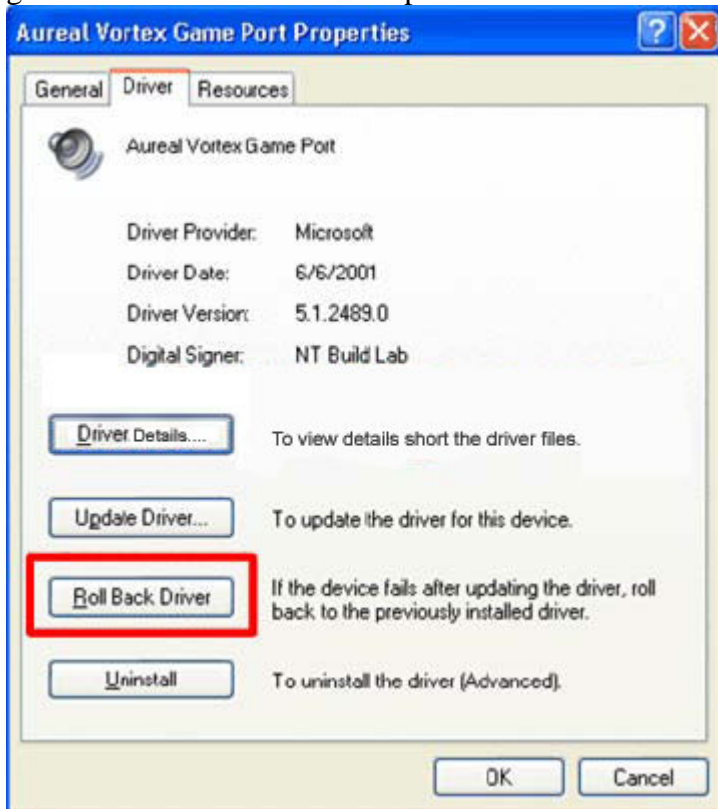 Aureal Vortex Game Port Properties
General Driver Resources
Aureal Vortex Game Port
Driver Provider: Microsoft
Driver Date: 6/6/2001
Driver Version: 5.1.2489.0
Digital Signer: NT Build Lab
Driver Details.... To view details short the driver files.
Update Driver... To update the driver for this device.
Roll Back Driver If the device fails after updating the driver, roll
back to the previously installed driver.
Uninstall To uninstall the driver (Advanced).
OK Cancel